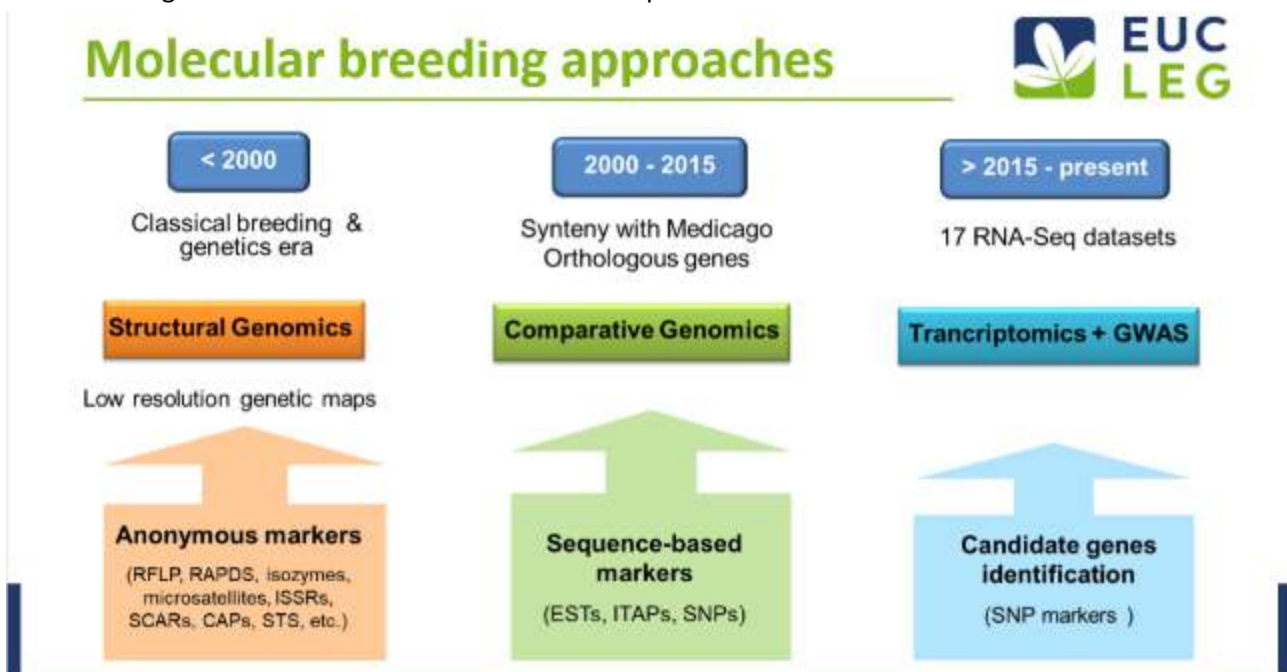 Molecular breeding approaches
EUC
LEG
< 2000
Classical breeding &
genetics era
Structural Genomics
Low resolution genetic maps
Anonymous markers
(RFLP, RAPDS, isozymes,
microsatellites, ISSRs,
SCARs, CAPs, STS, etc.)
2000 - 2015
Synteny with Medicago
Orthologous genes
Comparative Genomics
Sequence-based
markers
(ESTs, ITAPs, SNPs)
> 2015 - present
17 RNA-Seq datasets
Trancriptomics + GWAS
Candidate genes
identification
(SNP markers )